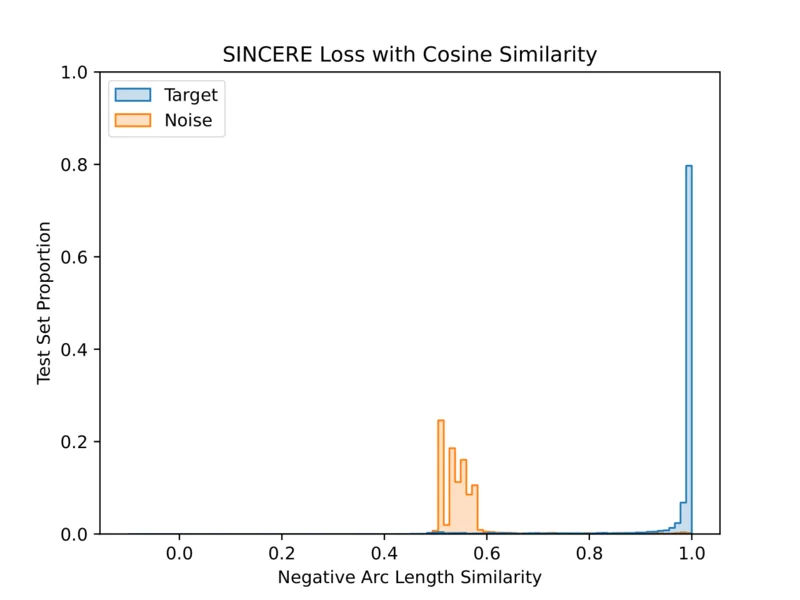 SINCERE Loss with Cosine Similarity
1.0
0.8
0.6
0.4
0.2
0.0
Test Set Proportion
Target
Noise
0.0 0.2 0.4 0.6 0.8 1.0
Negative Arc Length Similarity